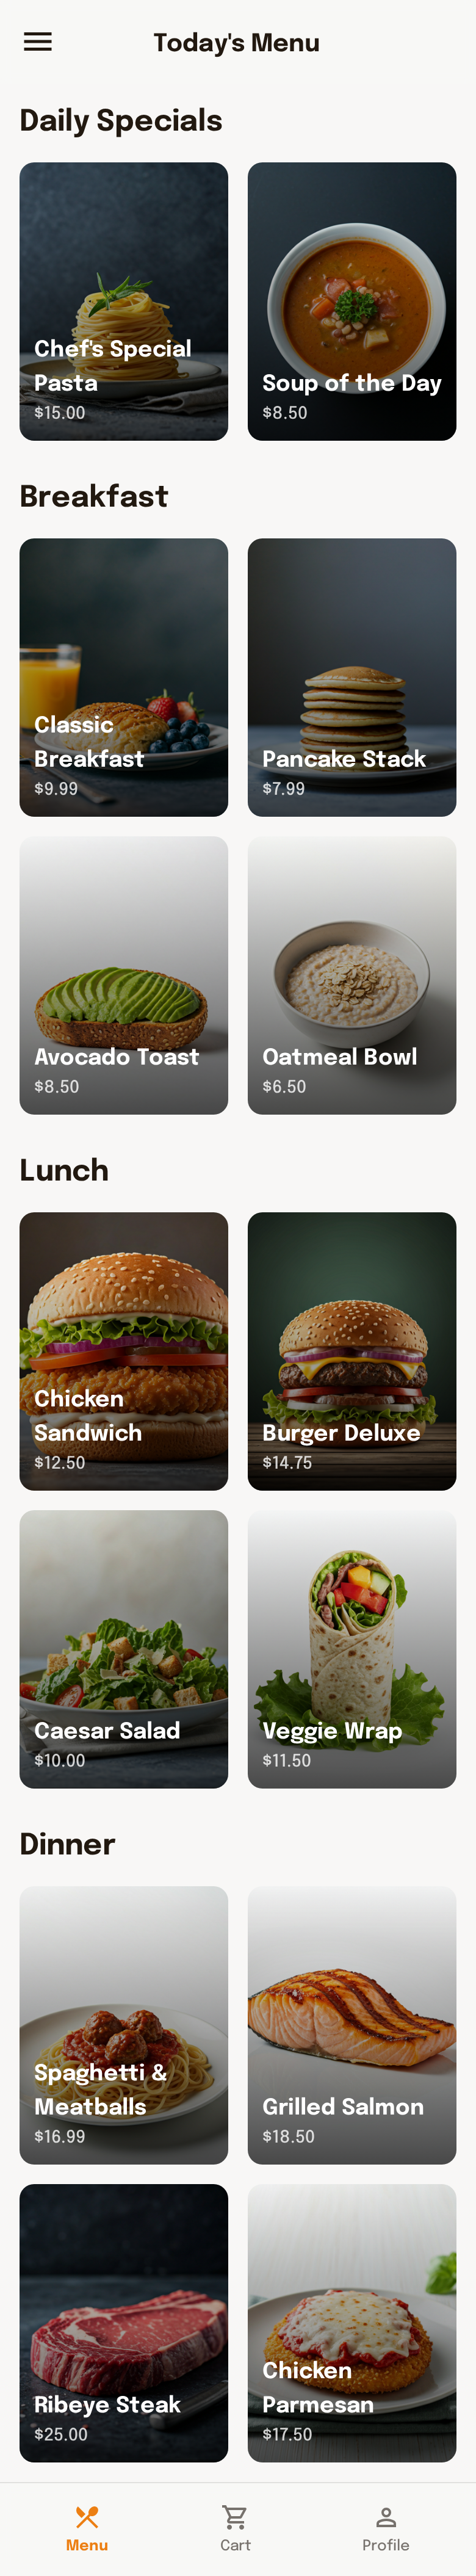 Today's Menu
Daily Specials
Chef's Special
Pasta
$15.00
Soup of the Day
$8.50
Breakfast
Classic
Breakfast
$9.99
Pancake Stack
$7.99
Avocado Toast
$8.50
Oatmeal Bowl
$6.50
Lunch
Chicken
Sandwich
$12.50
Burger Deluxe
$14.75
Caesar Salad
$10.00
Veggie Wrap
$11.50
Dinner
Spaghetti &
Meatballs
$16.99
Grilled Salmon
$18.50
Ribeye Steak
$25.00
Chicken
Parmesan
$17.50
Menu
Cart
Profile